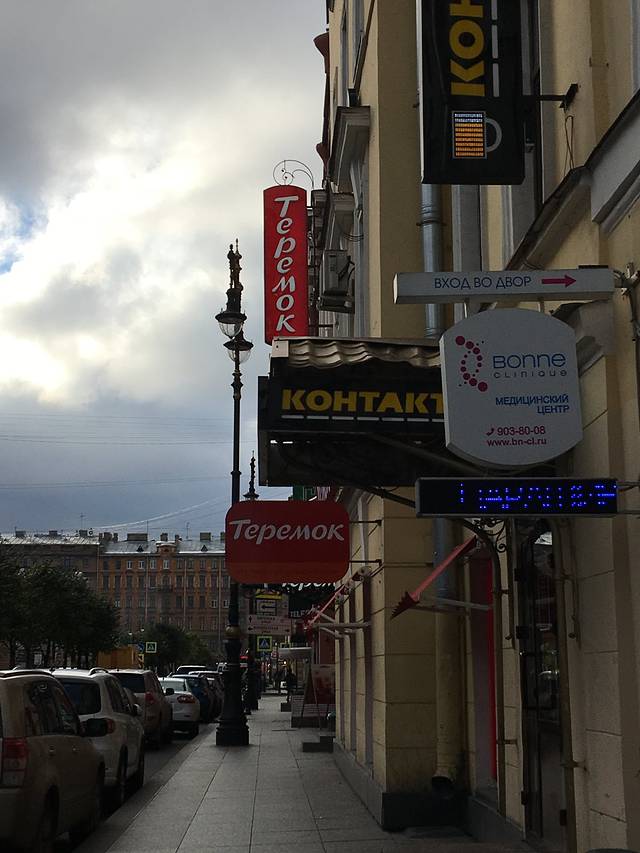 КОН
Теремок
ВХОД ВО ДВОР
BONNE
CLINIQUE
МЕДИЦИНСКИЙ
ЦЕНТР
903-80-08
www.bn-cl.ru
КОНТАКТ
Теремок